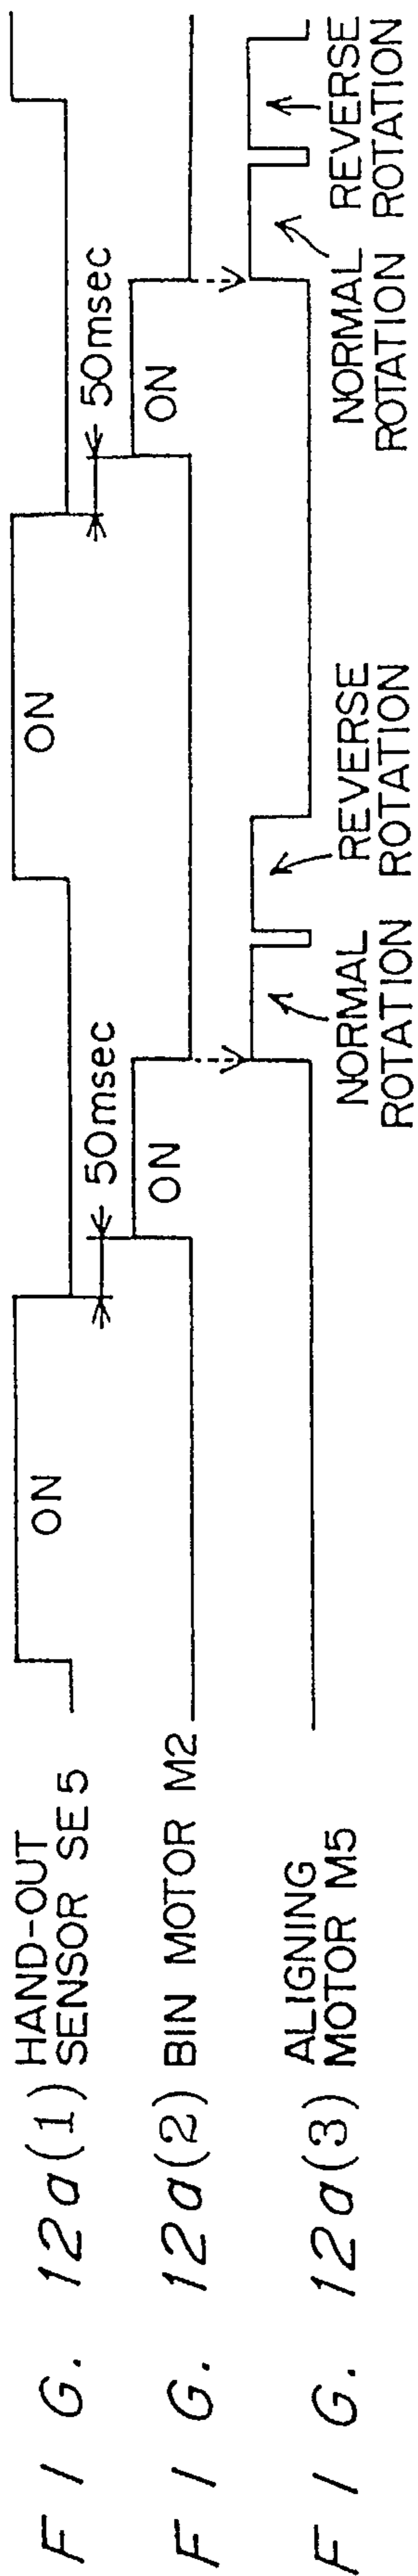 FIG. 12a(1) HAND-OUT
SENSOR SE5
ON
50msec
ON
50msec
FIG. 12a(2) BIN MOTOR M2
ON
ON
FIG. 12a(3) ALIGNING
MOTOR M5
NORMAL
ROTATION
REVERSE
ROTATION
NORMAL
ROTATION
REVERSE
ROTATION